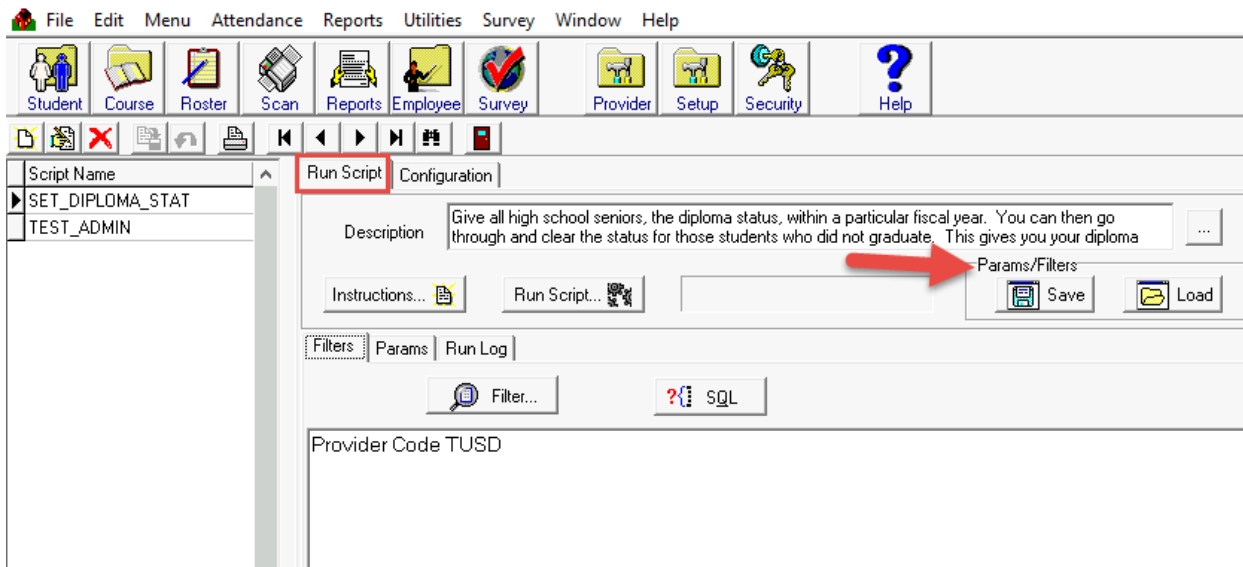 File Edit Menu Attendance Reports Utilities Survey Window Help
Student Course Roster Scan Reports Employee Survey Provider Setup Security Help
Script Name
SET_DIPLOMA_STAT
TEST_ADMIN
Run Script Configuration
Description
Give all high school seniors, the diploma status, within a particular fiscal year. You can then go
through and clear the status for those students who did not graduate. This gives you your diploma
...
Params/Filters
Instructions... Run Script... Save Load
Filters Params Run Log
Filter... ?{ SQL
Provider Code TUSD